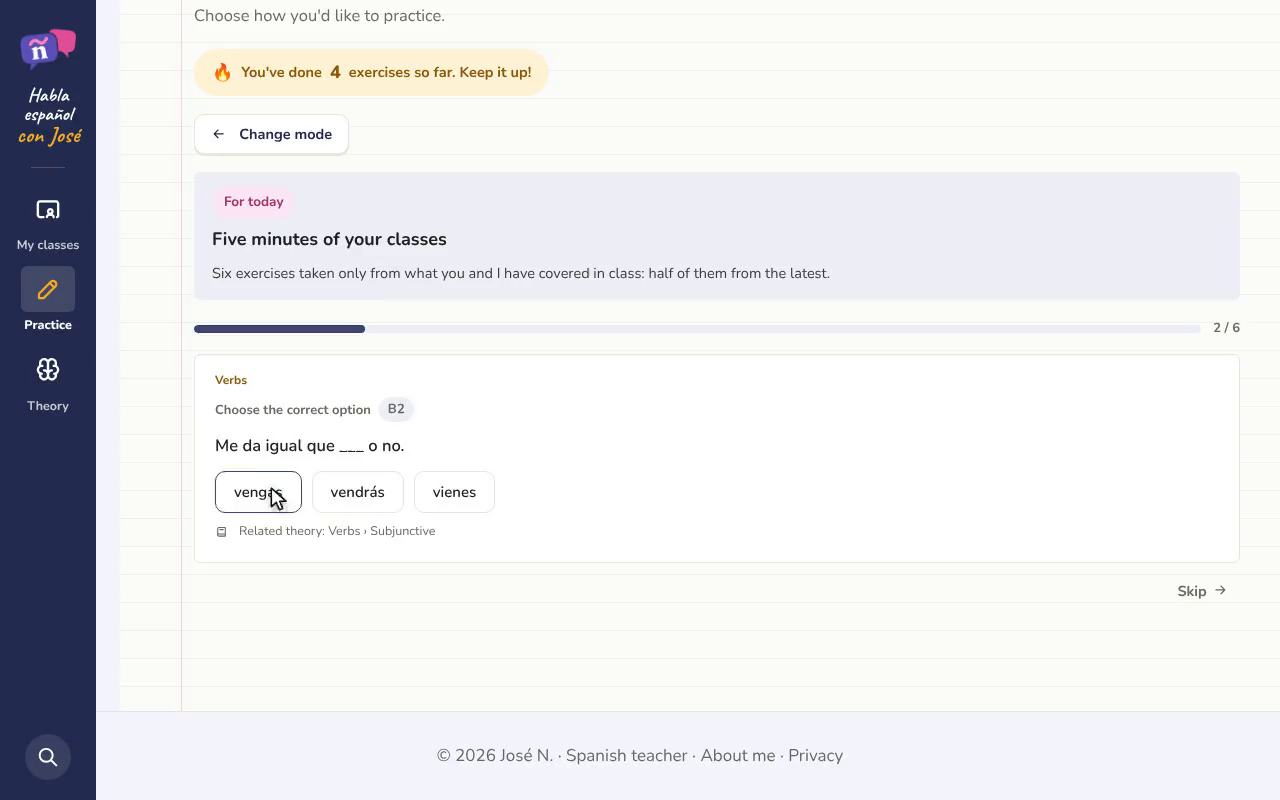 Choose how you'd like to practice.
You've done 4 exercises so far. Keep it up!
ñ
Habla
español
con José
Change mode
For today
Five minutes of your classes
Six exercises taken only from what you and I have covered in class: half of them from the latest.
My classes
Practice
Theory
2 / 6
Verbs
Choose the correct option B2
Me da igual que ___ o no.
vengas vendrás vienes
Related theory: Verbs › Subjunctive
Skip
© 2026 José N. · Spanish teacher · About me · Privacy